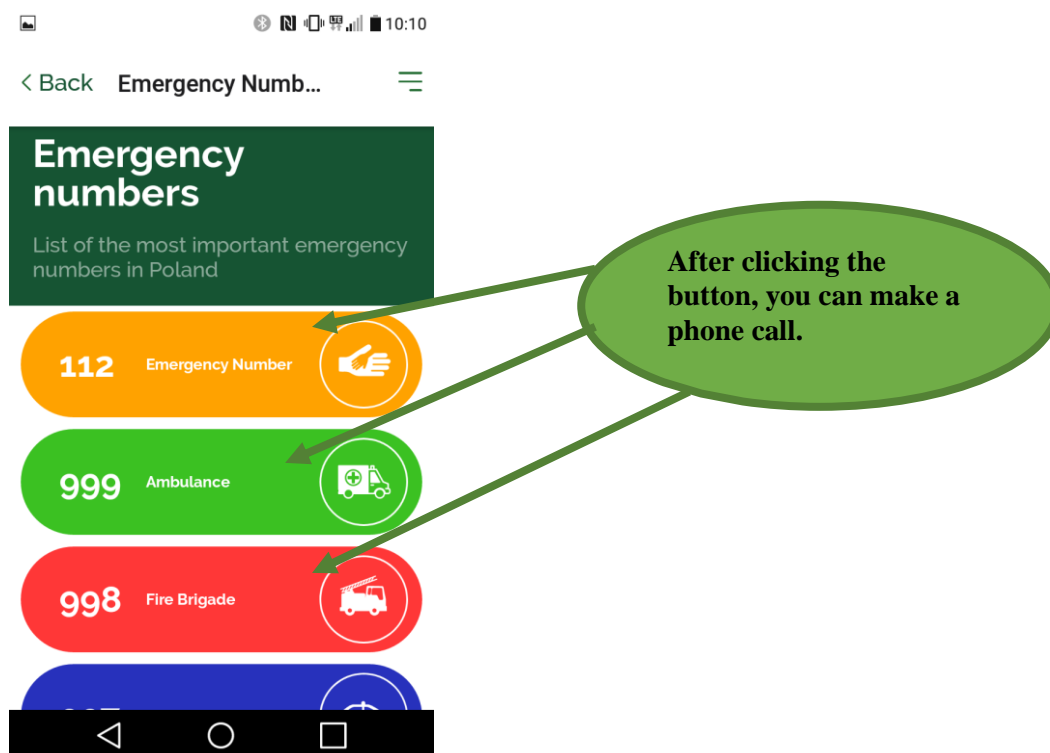 10:10
< Back Emergency Numb...
Emergency
numbers
List of the most important emergency
numbers in Poland
112 Emergency Number
999 Ambulance
998 Fire Brigade
After clicking the
button, you can make a
phone call.